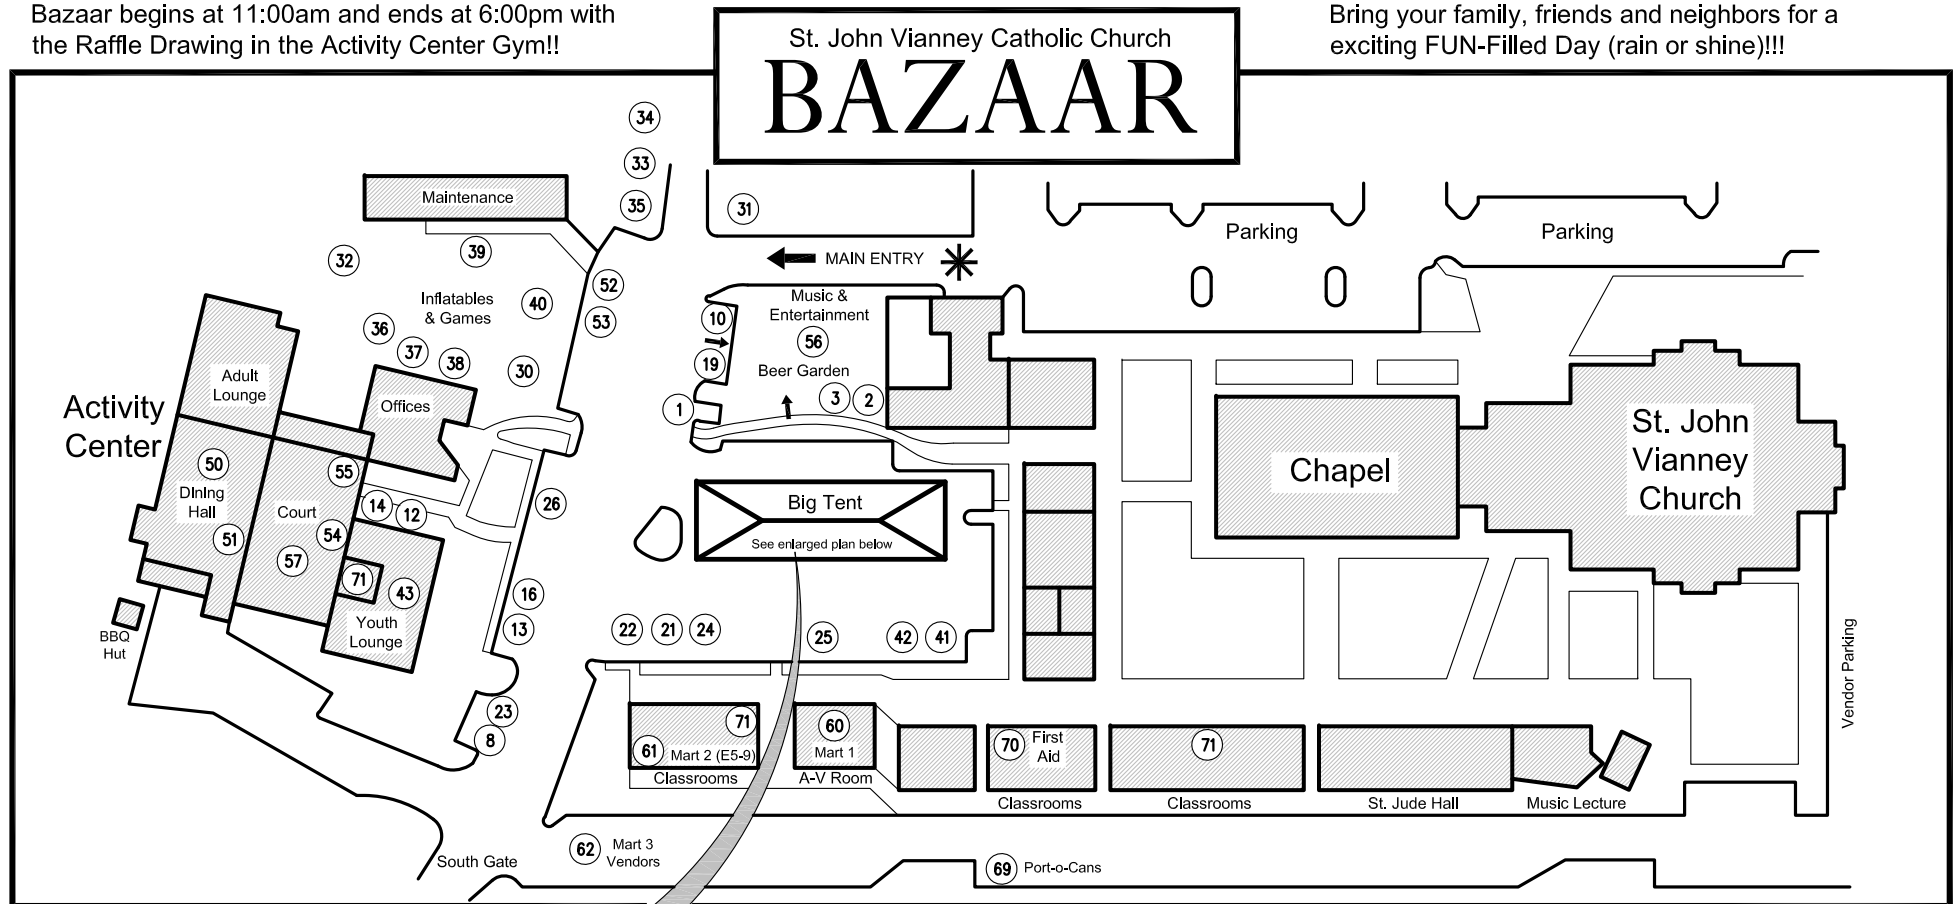 Bazaar begins at 11:00am and ends at 6:00pm with
the Raffle Drawing in the Activity Center Gym!!
St. John Vianney Catholic Church
BAZAAR
Bring your family, friends and neighbors for a
exciting FUN-Filled Day (rain or shine)!!!
34
33
35
31
Maintenance
39
32
Parking
Parking
MAIN ENTRY
52
53
40
Inflatables
& Games
36
37
38
30
Music &
Entertainment
56
Beer Garden
10
19
1
3
2
Adult
Lounge
Offices
Activity
Center
50
Dining
Hall
51
55
Court
54
57
14
12
71
43
Youth
Lounge
BBQ
Hut
26
16
13
23
8
Big Tent
See enlarged plan below
22
21
24
25
42
41
Chapel
St. John
Vianney
Church
Vendor Parking
71
61
Mart 2 (E5-9)
Classrooms
60
Mart 1
A-V Room
70
First
Aid
Classrooms
71
Classrooms
St. Jude Hall
Music Lecture
62
Mart 3
Vendors
South Gate
69
Port-o-Cans